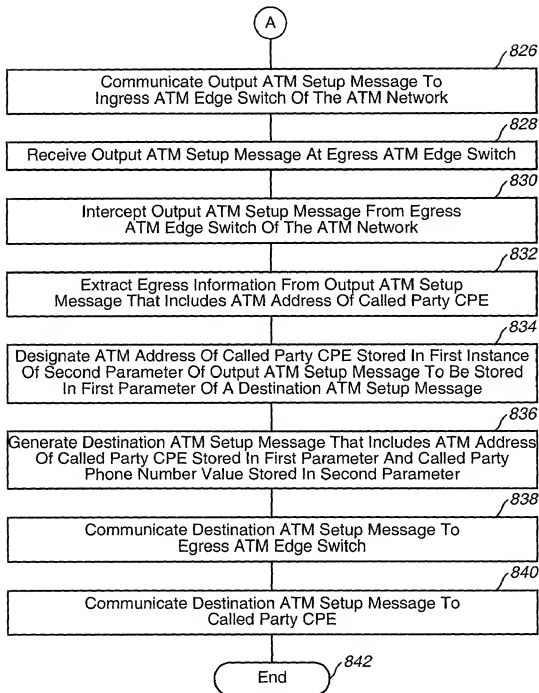 A
826
Communicate Output ATM Setup Message To
Ingress ATM Edge Switch Of The ATM Network
828
Receive Output ATM Setup Message At Egress ATM Edge Switch
830
Intercept Output ATM Setup Message From Egress
ATM Edge Switch Of The ATM Network
832
Extract Egress Information From Output ATM Setup
Message That Includes ATM Address Of Called Party CPE
834
Designate ATM Address Of Called Party CPE Stored In First Instance
Of Second Parameter Of Output ATM Setup Message To Be Stored
In First Parameter Of A Destination ATM Setup Message
836
Generate Destination ATM Setup Message That Includes ATM Address
Of Called Party CPE Stored In First Parameter And Called Party
Phone Number Value Stored In Second Parameter
838
Communicate Destination ATM Setup Message To
Egress ATM Edge Switch
840
Communicate Destination ATM Setup Message To
Called Party CPE
End
842